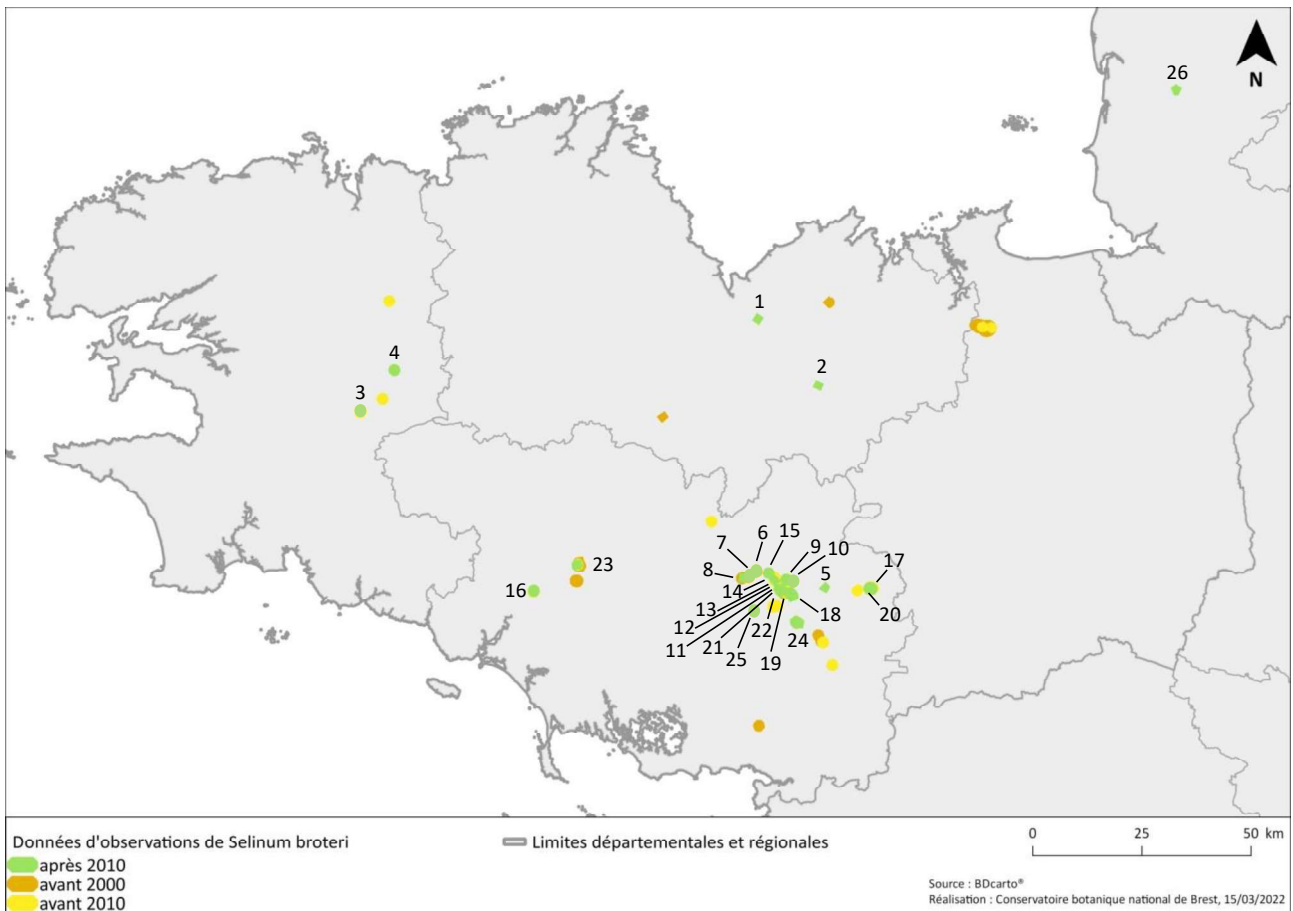 26
N
1
4
2
3
15
6
7
9
10
23
8
5
17
16
14
13
18
20
12
22
24
11
21
25
19
Données d'observations de Selinum broteri
après 2010
avant 2000
avant 2010
Limites départementales et régionales
0 25 50 km
Source : BDcarto®
Réalisation : Conservatoire botanique national de Brest, 15/03/2022